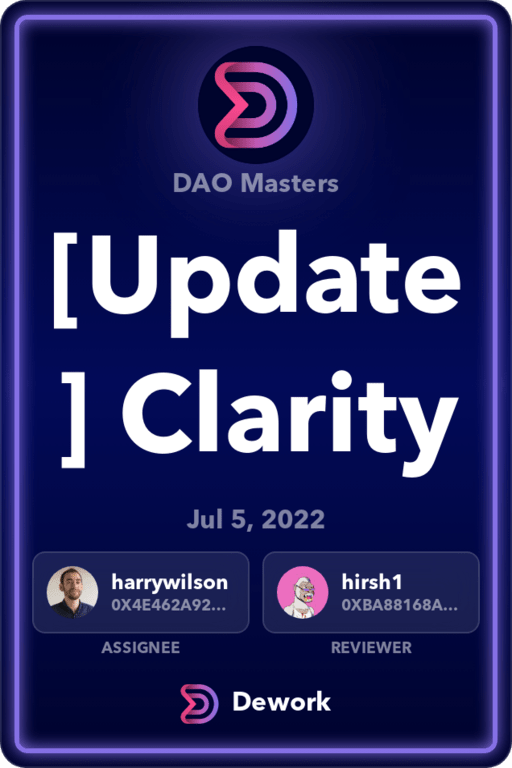 DAO Masters
[Update
] Clarity
Jul 5, 2022
harrywilson
0X4E462A92...
hirsh1
0XBA88168A...
ASSIGNEE
REVIEWER
Dework